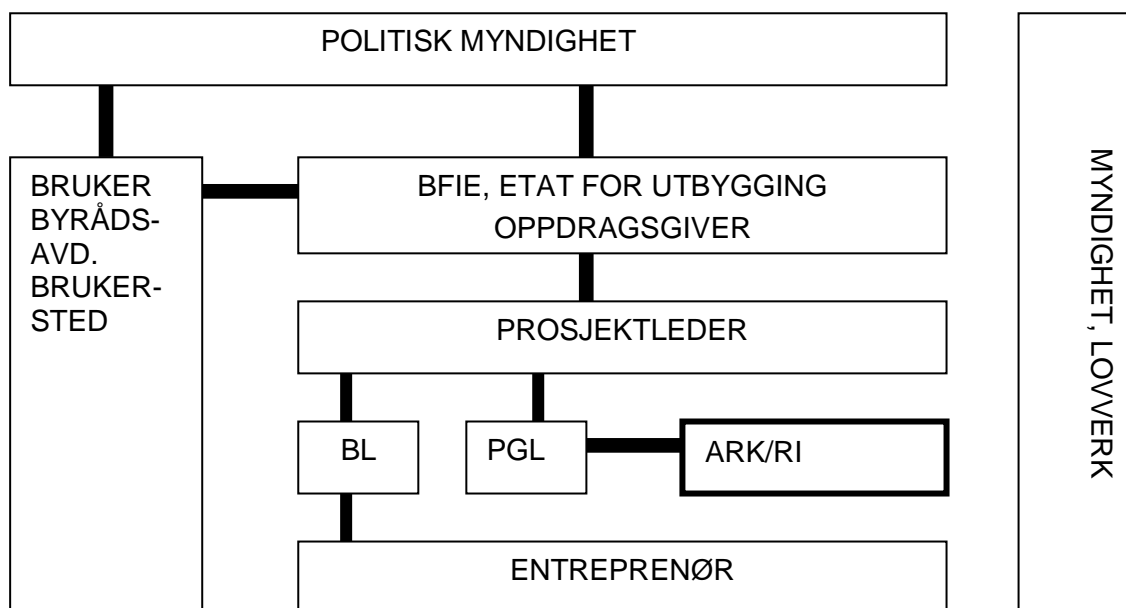 POLITISK MYNDIGHET
BRUKER
BYRÅDS-
AVD.
BRUKER-
STED
BFIE, ETAT FOR UTBYGGING
OPPDRAGSGIVER
PROSJEKTLEDER
BL
PGL
ARK/RI
ENTREPRENØR
MYNDIGHET, LOVVERK